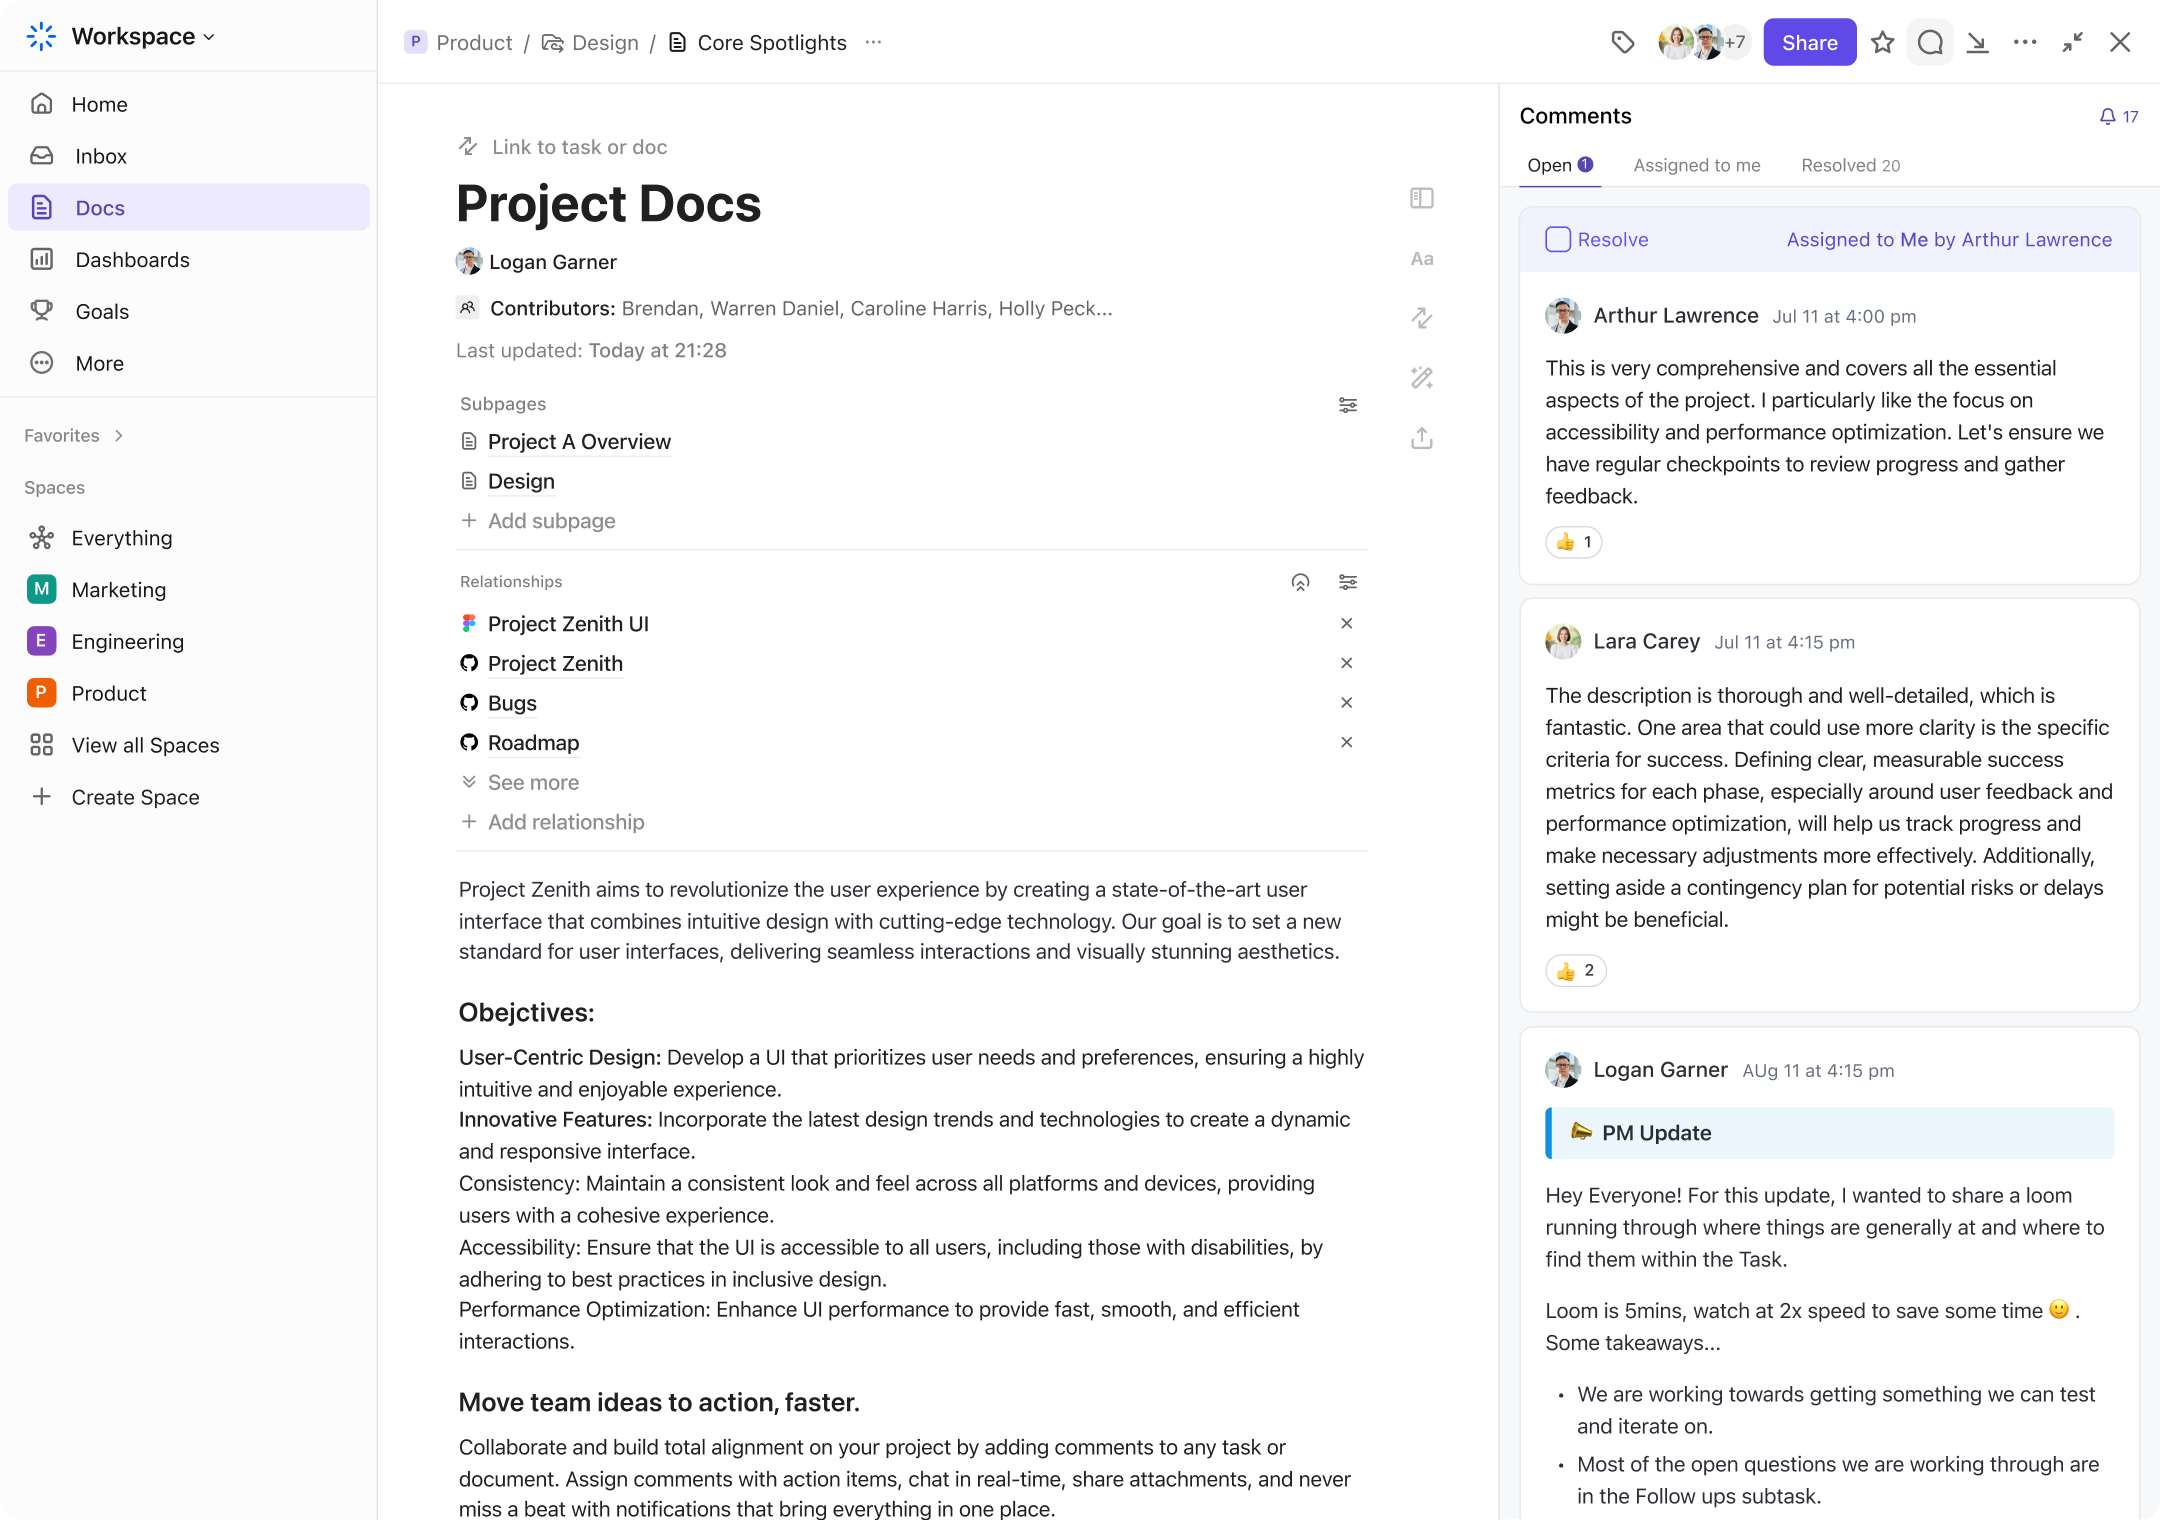 Workspace
Home
Inbox
Docs
Dashboards
Goals
More
Favorites
Spaces
Everything
M Marketing
E Engineering
P Product
View all Spaces
Create Space
P Product / Design / Core Spotlights
+7
Share
Link to task or doc
Project Docs
Logan Garner
Contributors: Brendan, Warren Daniel, Caroline Harris, Holly Peck...
Last updated: Today at 21:28
Aa
Subpages
Project A Overview
Design
Add subpage
Relationships
Project Zenith UI
Project Zenith
Bugs
Roadmap
See more
Add relationship
Project Zenith aims to revolutionize the user experience by creating a state-of-the-art user
interface that combines intuitive design with cutting-edge technology. Our goal is to set a new
standard for user interfaces, delivering seamless interactions and visually stunning aesthetics.
Obejctives:
User-Centric Design: Develop a UI that prioritizes user needs and preferences, ensuring a highly
intuitive and enjoyable experience.
Innovative Features: Incorporate the latest design trends and technologies to create a dynamic
and responsive interface.
Consistency: Maintain a consistent look and feel across all platforms and devices, providing
users with a cohesive experience.
Accessibility: Ensure that the UI is accessible to all users, including those with disabilities, by
adhering to best practices in inclusive design.
Performance Optimization: Enhance UI performance to provide fast, smooth, and efficient
interactions.
Move team ideas to action, faster.
Collaborate and build total alignment on your project by adding comments to any task or
document. Assign comments with action items, chat in real-time, share attachments, and never
miss a beat with notifications that bring everything in one place.
Comments
17
Open 1
Assigned to me
Resolved 20
Resolve
Assigned to Me by Arthur Lawrence
Arthur Lawrence Jul 11 at 4:00 pm
This is very comprehensive and covers all the essential
aspects of the project. I particularly like the focus on
accessibility and performance optimization. Let's ensure we
have regular checkpoints to review progress and gather
feedback.
👍 1
Lara Carey Jul 11 at 4:15 pm
The description is thorough and well-detailed, which is
fantastic. One area that could use more clarity is the specific
criteria for success. Defining clear, measurable success
metrics for each phase, especially around user feedback and
performance optimization, will help us track progress and
make necessary adjustments more effectively. Additionally,
setting aside a contingency plan for potential risks or delays
might be beneficial.
👍 2
Logan Garner AUg 11 at 4:15 pm
PM Update
Hey Everyone! For this update, I wanted to share a loom
running through where things are generally at and where to
find them within the Task.
Loom is 5mins, watch at 2x speed to save some time 🙂 .
Some takeaways...
• We are working towards getting something we can test
and iterate on.
• Most of the open questions we are working through are
in the Follow ups subtask.